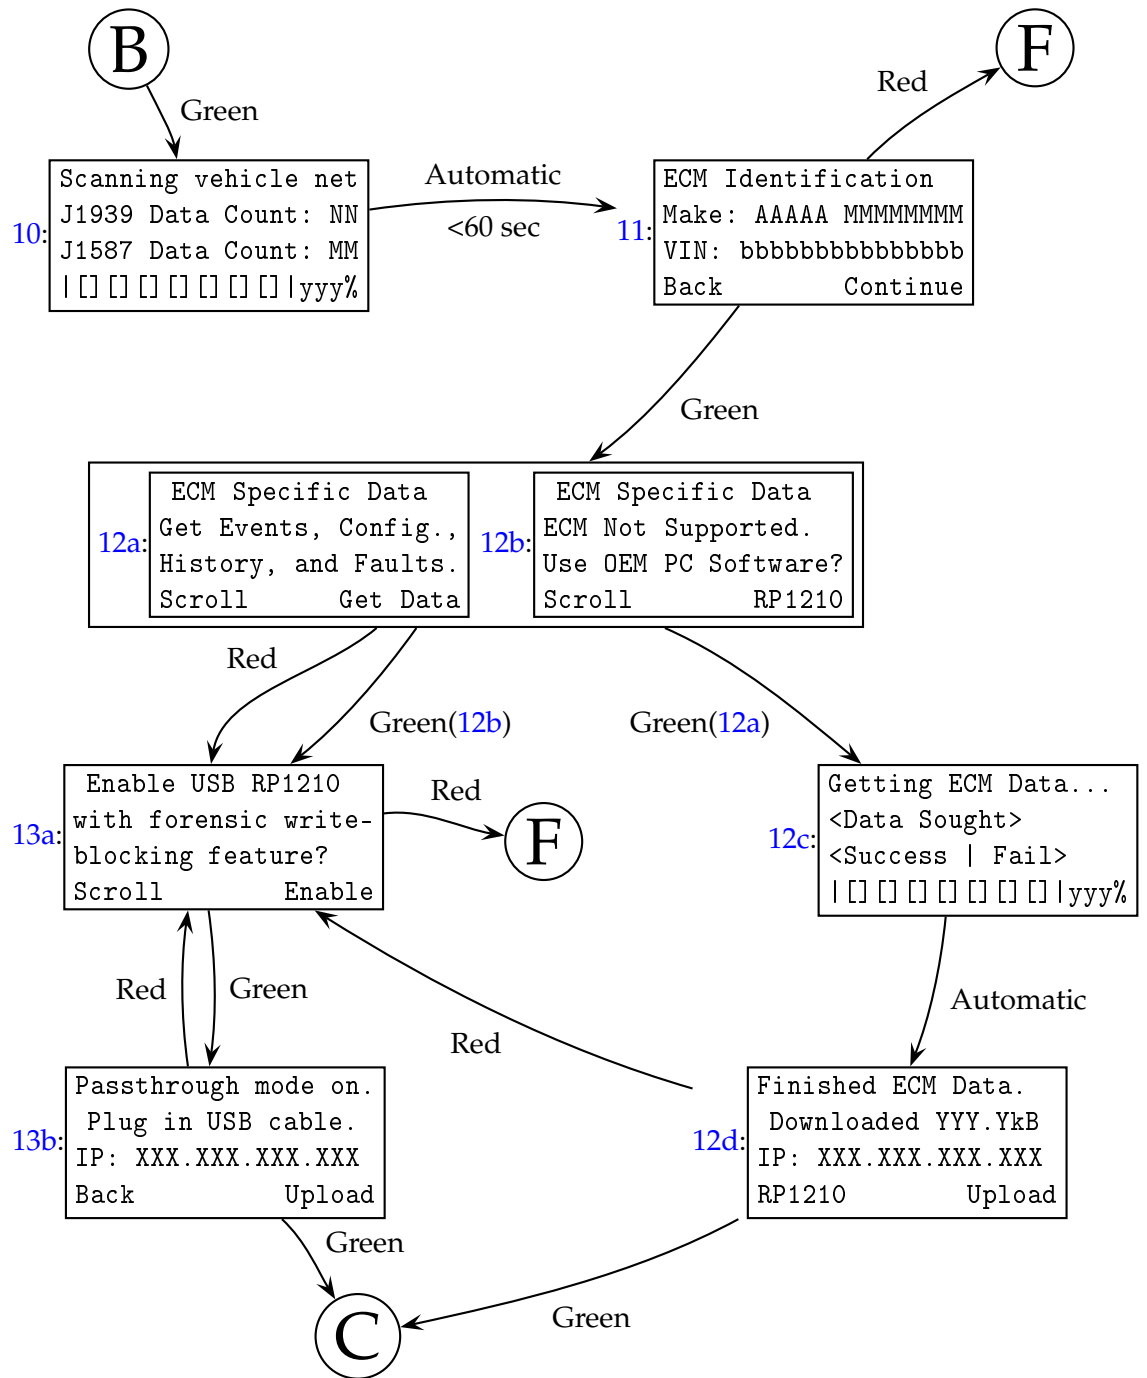 B
F
Green
Red
10:
Scanning vehicle net
J1939 Data Count: NN
J1587 Data Count: MM
|[][][][][][][]|yyy%
Automatic
<60 sec
11:
ECM Identification
Make: AAAAA MMMMMMMM
VIN: bbbbbbbbbbbbbbb
Back Continue
Green
12a:
ECM Specific Data
Get Events, Config.,
History, and Faults.
Scroll Get Data
12b:
ECM Specific Data
ECM Not Supported.
Use OEM PC Software?
Scroll RP1210
Red
Green(12b)
Green(12a)
13a:
Enable USB RP1210
with forensic write-
blocking feature?
Scroll Enable
Red
F
12c:
Getting ECM Data...
<Data Sought>
<Success | Fail>
|[][][][][][][]|yyy%
Red
Green
Red
Automatic
13b:
Passthrough mode on.
Plug in USB cable.
IP: XXX.XXX.XXX.XXX
Back Upload
12d:
Finished ECM Data.
Downloaded YYY.YkB
IP: XXX.XXX.XXX.XXX
RP1210 Upload
Green
Green
C